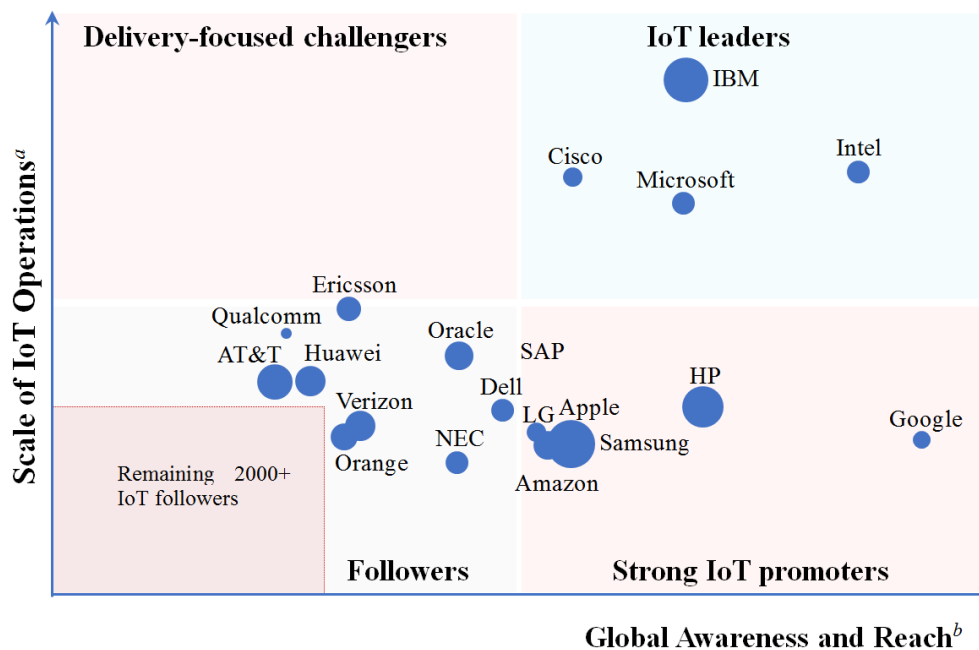 Delivery-focused challengers
IoT leaders
IBM
Cisco
Intel
Microsoft
Scale of IoT Operationsᵃ
Ericsson
Qualcomm
Oracle
SAP
AT&T
Huawei
HP
Dell
Verizon
LG
Apple
Google
NEC
Samsung
Orange
Amazon
Remaining 2000+
IoT followers
Followers
Strong IoT promoters
Global Awareness and Reachᵇ